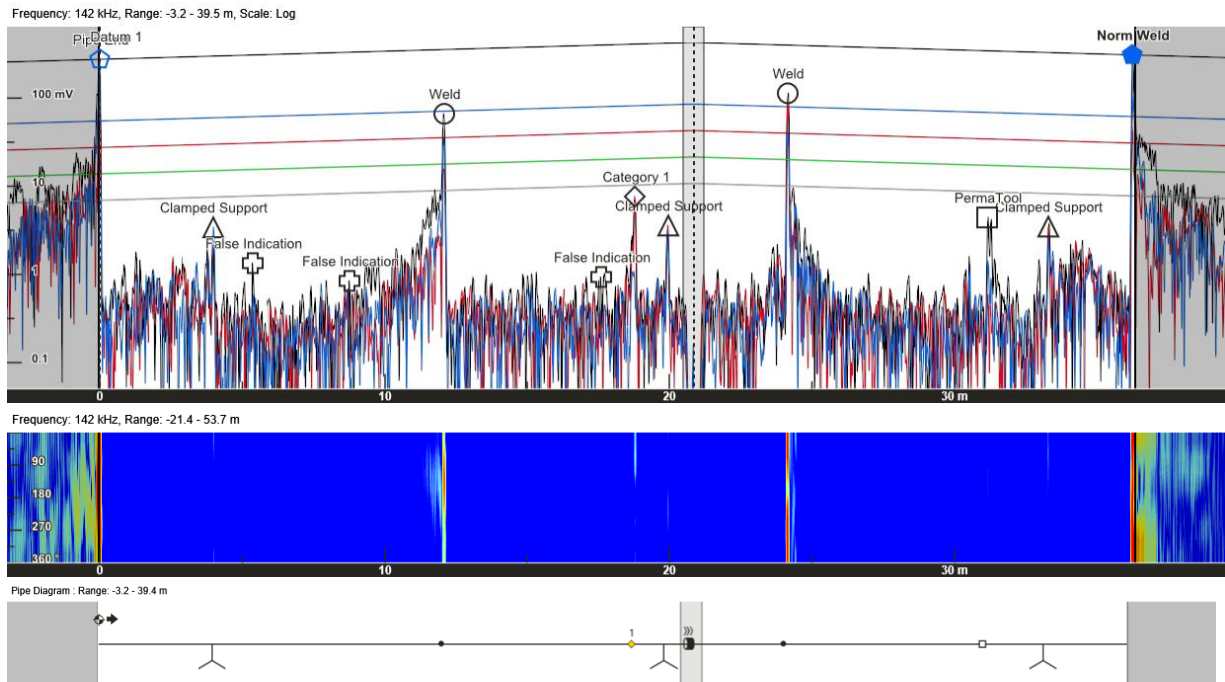 Frequency: 142 kHz, Range: -3.2 - 39.5 m, Scale: Log
Pipe End
Datum 1
Norm Weld
100 mV
Weld
Weld
10
Category 1
Clamped Support
Clamped Support
PermaTool
Clamped Support
False Indication
False Indication
False Indication
1
0.1
0 10 20 30 m
Frequency: 142 kHz, Range: -21.4 - 53.7 m
90
180
270
360 °
0 10 20 30 m
Pipe Diagram : Range: -3.2 - 39.4 m
1